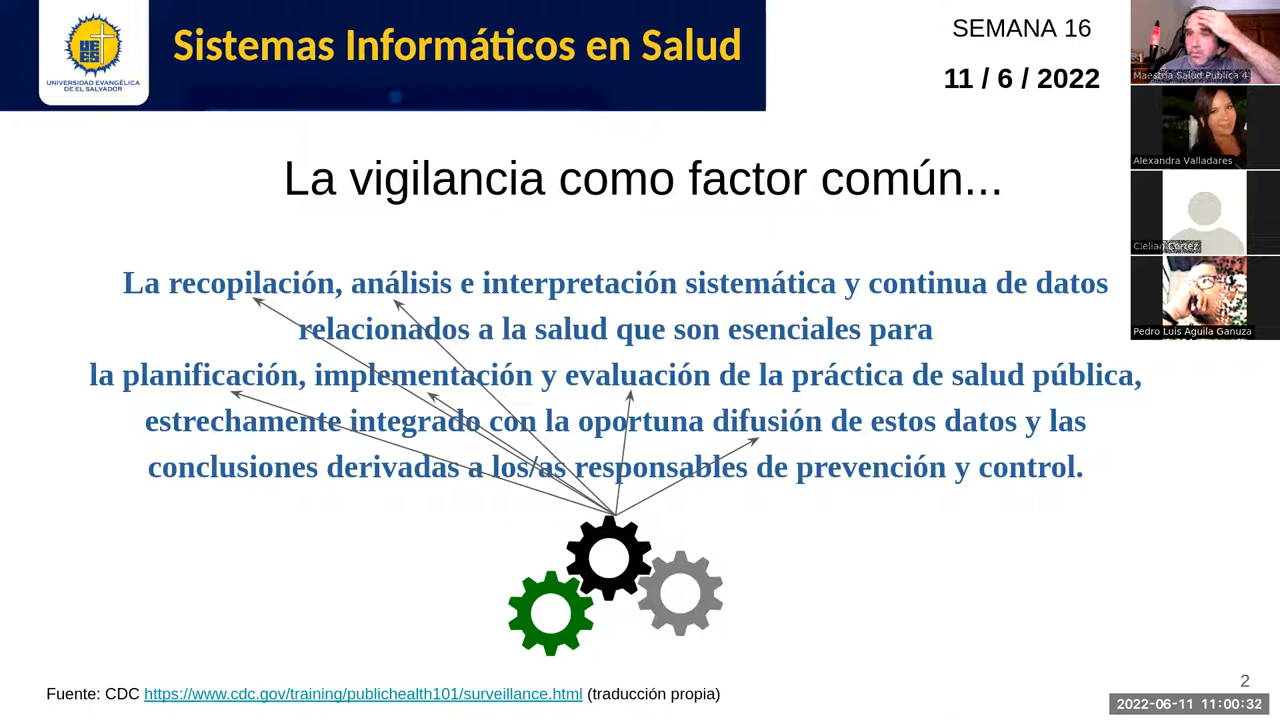 UNIVERSIDAD EVANGÉLICA
DE EL SALVADOR
Sistemas Informáticos en Salud
SEMANA 16
11 / 6 / 2022
Maestria Salud Publica 4
Alexandra Valladares
Clelian Cortez
Pedro Luis Aguila Ganuza
La vigilancia como factor común...
La recopilación, análisis e interpretación sistemática y continua de datos
relacionados a la salud que son esenciales para
la planificación, implementación y evaluación de la práctica de salud pública,
estrechamente integrado con la oportuna difusión de estos datos y las
conclusiones derivadas a los/as responsables de prevención y control.
Fuente: CDC https://www.cdc.gov/training/publichealth101/surveillance.html (traducción propia)
2
2022-06-11 11:00:32